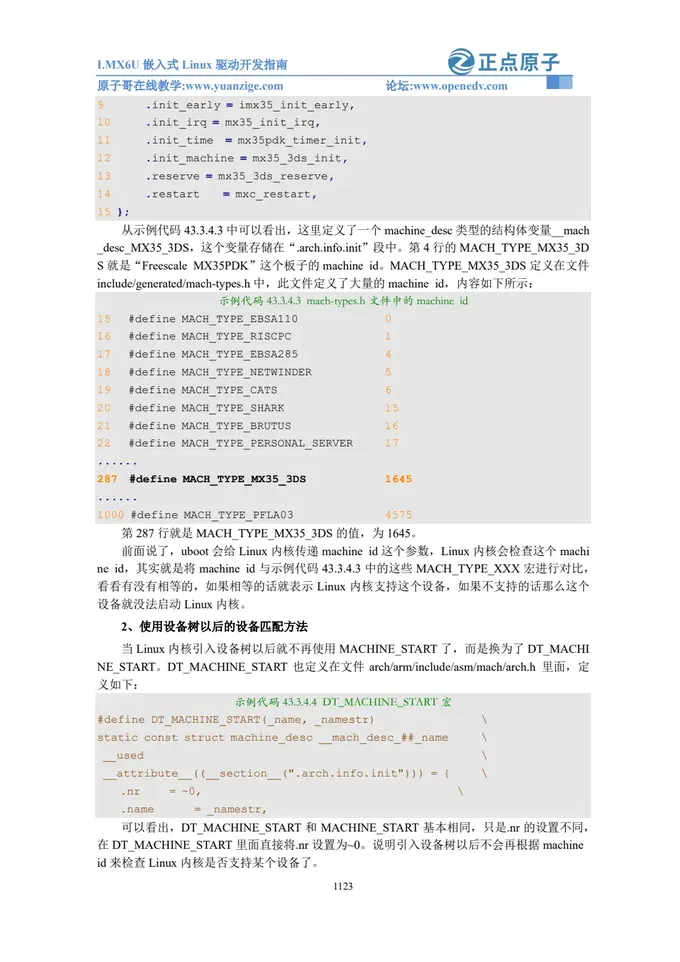 I.MX6U 嵌入式 Linux 驱动开发指南
正点原子
原子哥在线教学:www.yuanzige.com 论坛:www.openedv.com
9 .init_early = imx35_init_early,
10 .init_irq = mx35_init_irq,
11 .init_time = mx35pdk_timer_init,
12 .init_machine = mx35_3ds_init,
13 .reserve = mx35_3ds_reserve,
14 .restart = mxc_restart,
15 };
从示例代码 43.3.4.3 中可以看出，这里定义了一个 machine_desc 类型的结构体变量__mach
_desc_MX35_3DS，这个变量存储在“.arch.info.init”段中。第 4 行的 MACH_TYPE_MX35_3D
S 就是“Freescale MX35PDK”这个板子的 machine id。MACH_TYPE_MX35_3DS 定义在文件
include/generated/mach-types.h 中，此文件定义了大量的 machine id，内容如下所示：
示例代码 43.3.4.3 mach-types.h 文件中的 machine id
15 #define MACH_TYPE_EBSA110 0
16 #define MACH_TYPE_RISCPC 1
17 #define MACH_TYPE_EBSA285 4
18 #define MACH_TYPE_NETWINDER 5
19 #define MACH_TYPE_CATS 6
20 #define MACH_TYPE_SHARK 15
21 #define MACH_TYPE_BRUTUS 16
22 #define MACH_TYPE_PERSONAL_SERVER 17
......
287 #define MACH_TYPE_MX35_3DS 1645
......
1000 #define MACH_TYPE_PFLA03 4575
第 287 行就是 MACH_TYPE_MX35_3DS 的值，为 1645。
前面说了，uboot 会给 Linux 内核传递 machine id 这个参数，Linux 内核会检查这个 machi
ne id，其实就是将 machine id 与示例代码 43.3.4.3 中的这些 MACH_TYPE_XXX 宏进行对比，
看看有没有相等的，如果相等的话就表示 Linux 内核支持这个设备，如果不支持的话那么这个
设备就没法启动 Linux 内核。
2、使用设备树以后的设备匹配方法
当 Linux 内核引入设备树以后就不再使用 MACHINE_START 了，而是换为了 DT_MACHI
NE_START。DT_MACHINE_START 也定义在文件 arch/arm/include/asm/mach/arch.h 里面，定
义如下：
示例代码 43.3.4.4 DT_MACHINE_START 宏
#define DT_MACHINE_START(_name, _namestr) \
static const struct machine_desc __mach_desc_##_name \
__used \
__attribute__((__section__(".arch.info.init"))) = { \
.nr = ~0, \
.name = _namestr,
可以看出，DT_MACHINE_START 和 MACHINE_START 基本相同，只是.nr 的设置不同，
在 DT_MACHINE_START 里面直接将.nr 设置为~0。说明引入设备树以后不会再根据 machine
id 来检查 Linux 内核是否支持某个设备了。
1123